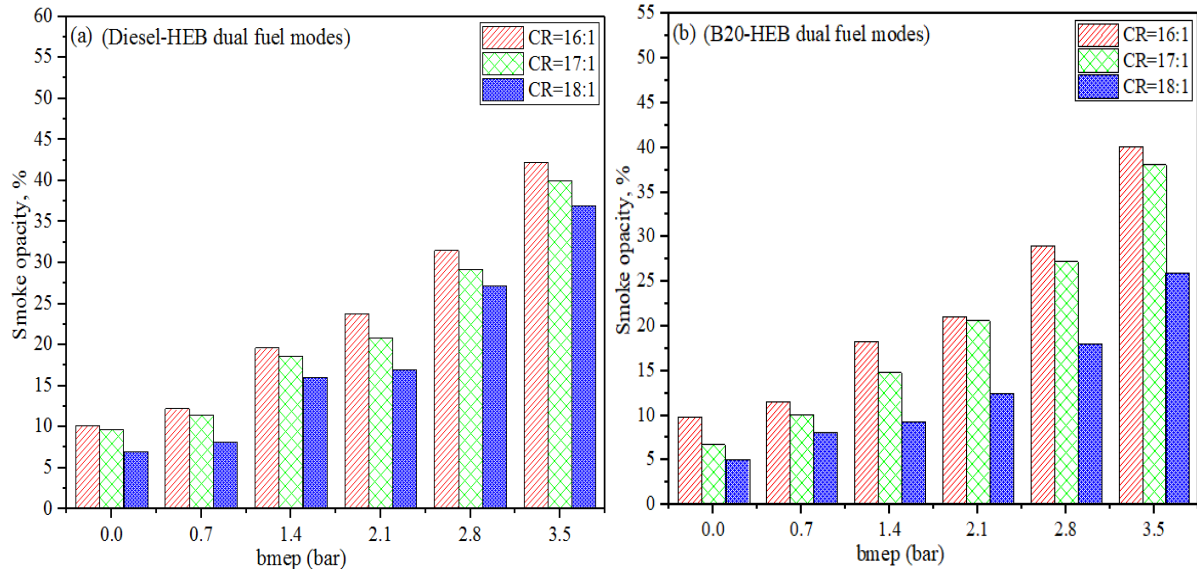 (a) (Diesel-HEB dual fuel modes)
CR=16:1
CR=17:1
CR=18:1
Smoke opacity, %
60
55
50
45
40
35
30
25
20
15
10
5
0
0.0 0.7 1.4 2.1 2.8 3.5
bmep (bar)
b) (B20-HEB dual fuel modes)
CR=16:1
CR=17:1
CR=18:1
Smoke opacity, %
55
50
45
40
35
30
25
20
15
10
5
0
0.0 0.7 1.4 2.1 2.8 3.5
bmep (bar)